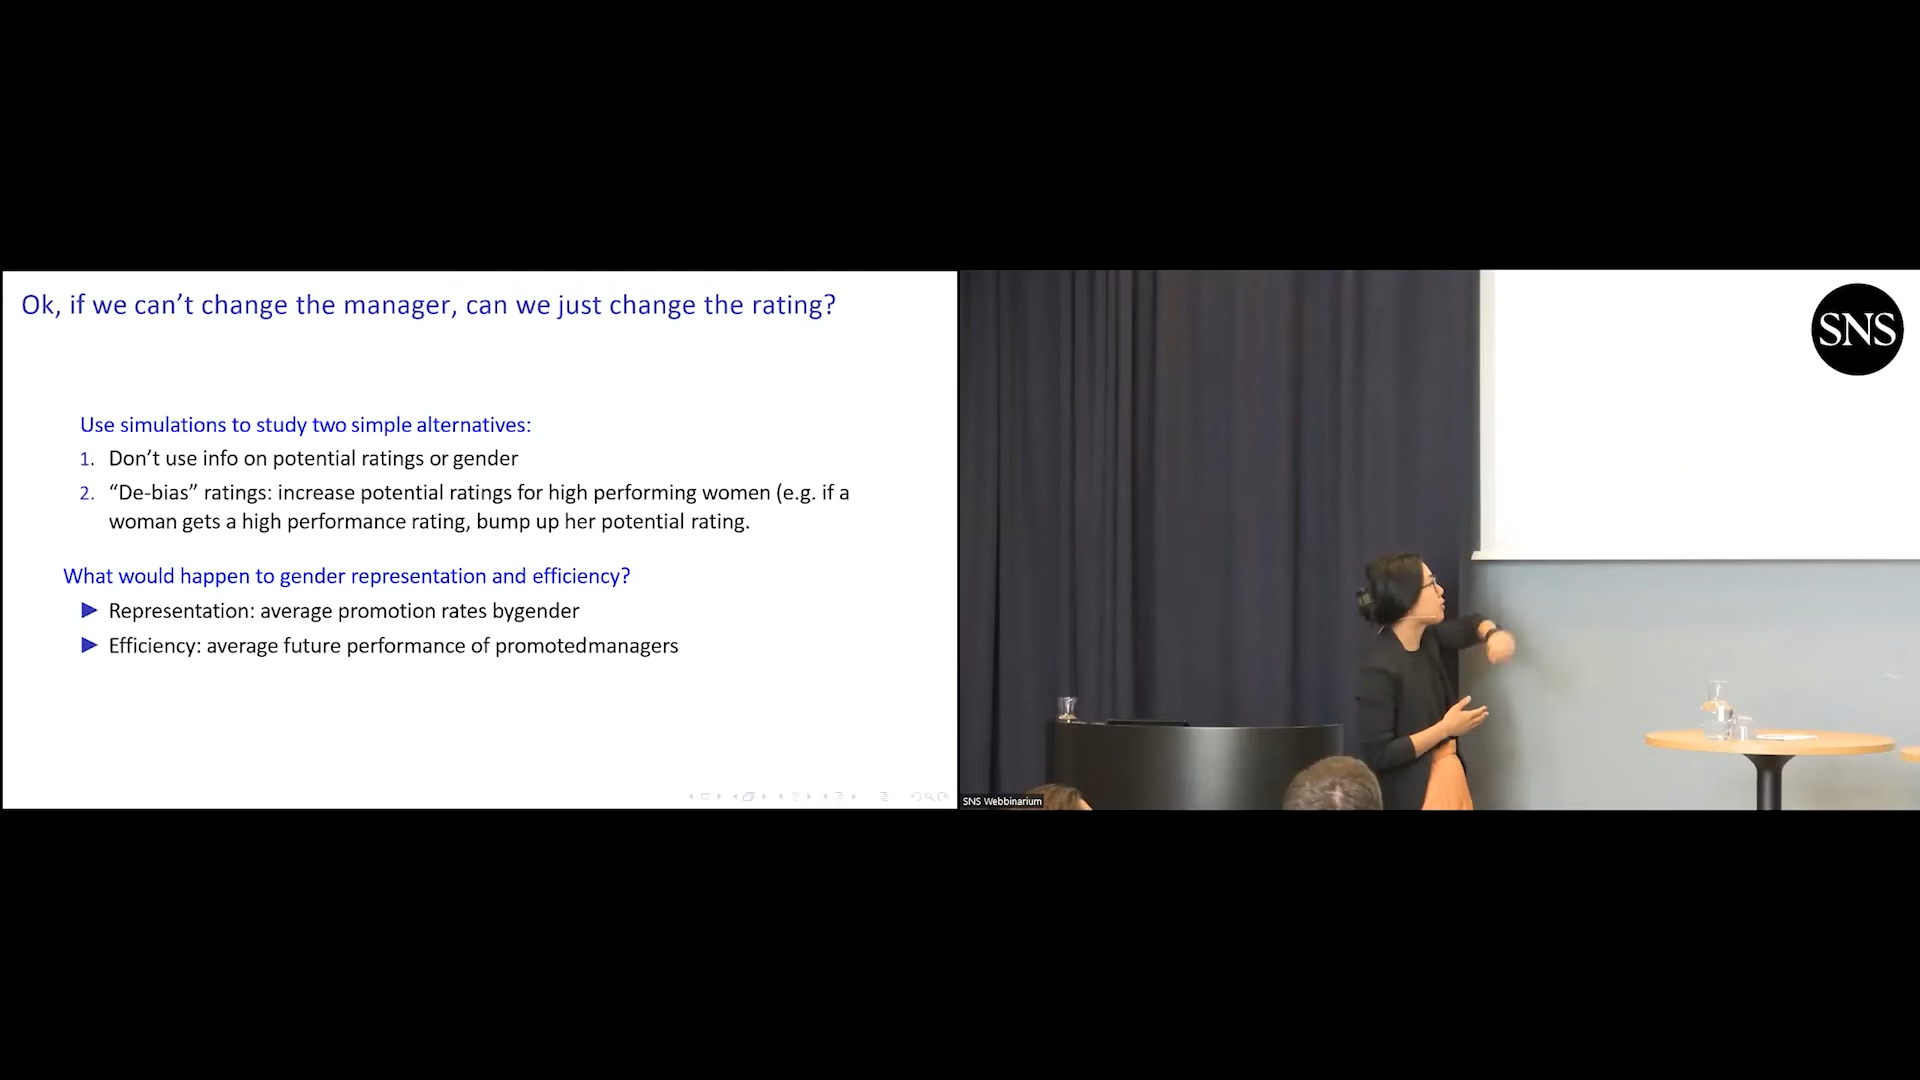 Ok, if we can’t change the manager, can we just change the rating?
Use simulations to study two simple alternatives:
1. Don’t use info on potential ratings or gender
2. “De-bias” ratings: increase potential ratings for high performing women (e.g. if a
woman gets a high performance rating, bump up her potential rating.
What would happen to gender representation and efficiency?
Representation: average promotion rates bygender
Efficiency: average future performance of promotedmanagers
SNS
SNS Webbinarium